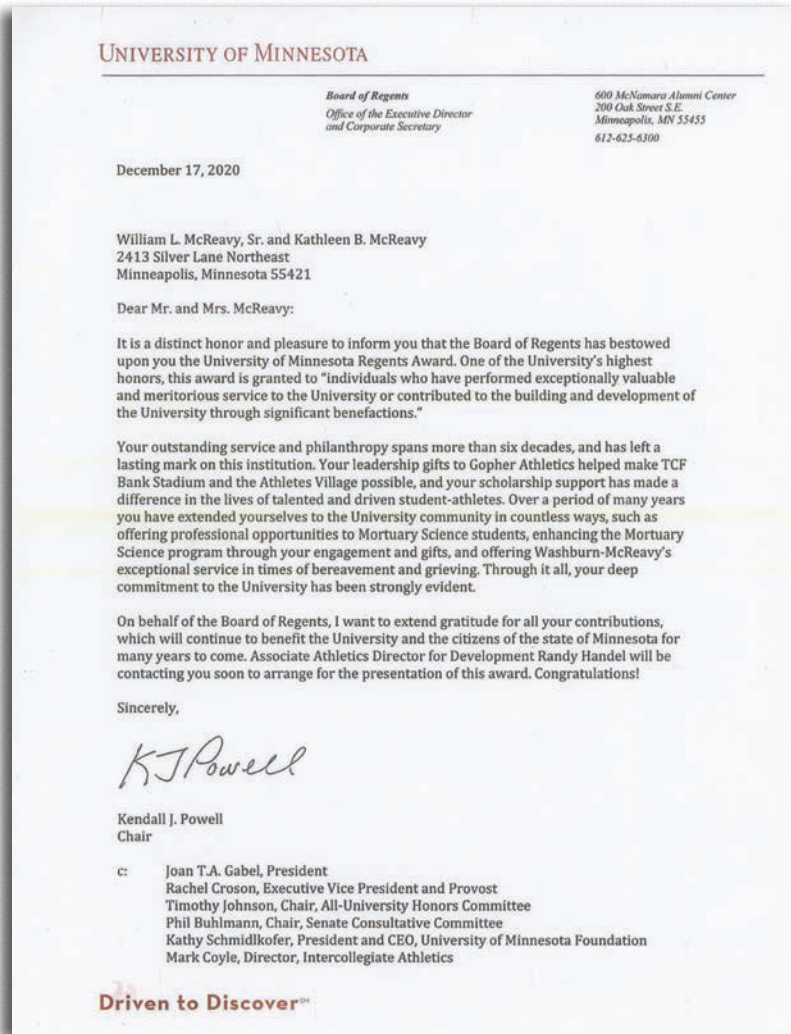 UNIVERSITY OF MINNESOTA
Board of Regents
Office of the Executive Director
and Corporate Secretary
600 McNamara Alumni Center
200 Oak Street S.E.
Minneapolis, MN 55455
612-625-6300
December 17, 2020
William L. McReavy, Sr. and Kathleen B. McReavy
2413 Silver Lane Northeast
Minneapolis, Minnesota 55421
Dear Mr. and Mrs. McReavy:
It is a distinct honor and pleasure to inform you that the Board of Regents has bestowed
upon you the University of Minnesota Regents Award. One of the University's highest
honors, this award is granted to "individuals who have performed exceptionally valuable
and meritorious service to the University or contributed to the building and development of
the University through significant benefactions."
Your outstanding service and philanthropy spans more than six decades, and has left a
lasting mark on this institution. Your leadership gifts to Gopher Athletics helped make TCF
Bank Stadium and the Athletes Village possible, and your scholarship support has made a
difference in the lives of talented and driven student-athletes. Over a period of many years
you have extended yourselves to the University community in countless ways, such as
offering professional opportunities to Mortuary Science students, enhancing the Mortuary
Science program through your engagement and gifts, and offering Washburn-McReavy's
exceptional service in times of bereavement and grieving. Through it all, your deep
commitment to the University has been strongly evident.
On behalf of the Board of Regents, I want to extend gratitude for all your contributions,
which will continue to benefit the University and the citizens of the state of Minnesota for
many years to come. Associate Athletics Director for Development Randy Handel will be
contacting you soon to arrange for the presentation of this award. Congratulations!
Sincerely,
KJ Powell
Kendall J. Powell
Chair
c: Joan T.A. Gabel, President
Rachel Croson, Executive Vice President and Provost
Timothy Johnson, Chair, All-University Honors Committee
Phil Buhlmann, Chair, Senate Consultative Committee
Kathy Schmidlkofer, President and CEO, University of Minnesota Foundation
Mark Coyle, Director, Intercollegiate Athletics
Driven to Discover℠